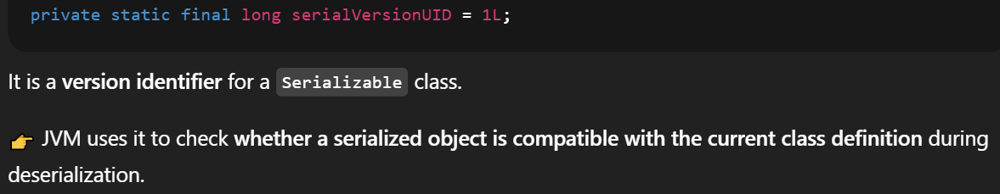 private static final long serialVersionUID = 1L;
It is a version identifier for a Serializable class.
👉 JVM uses it to check whether a serialized object is compatible with the current class definition during
deserialization.